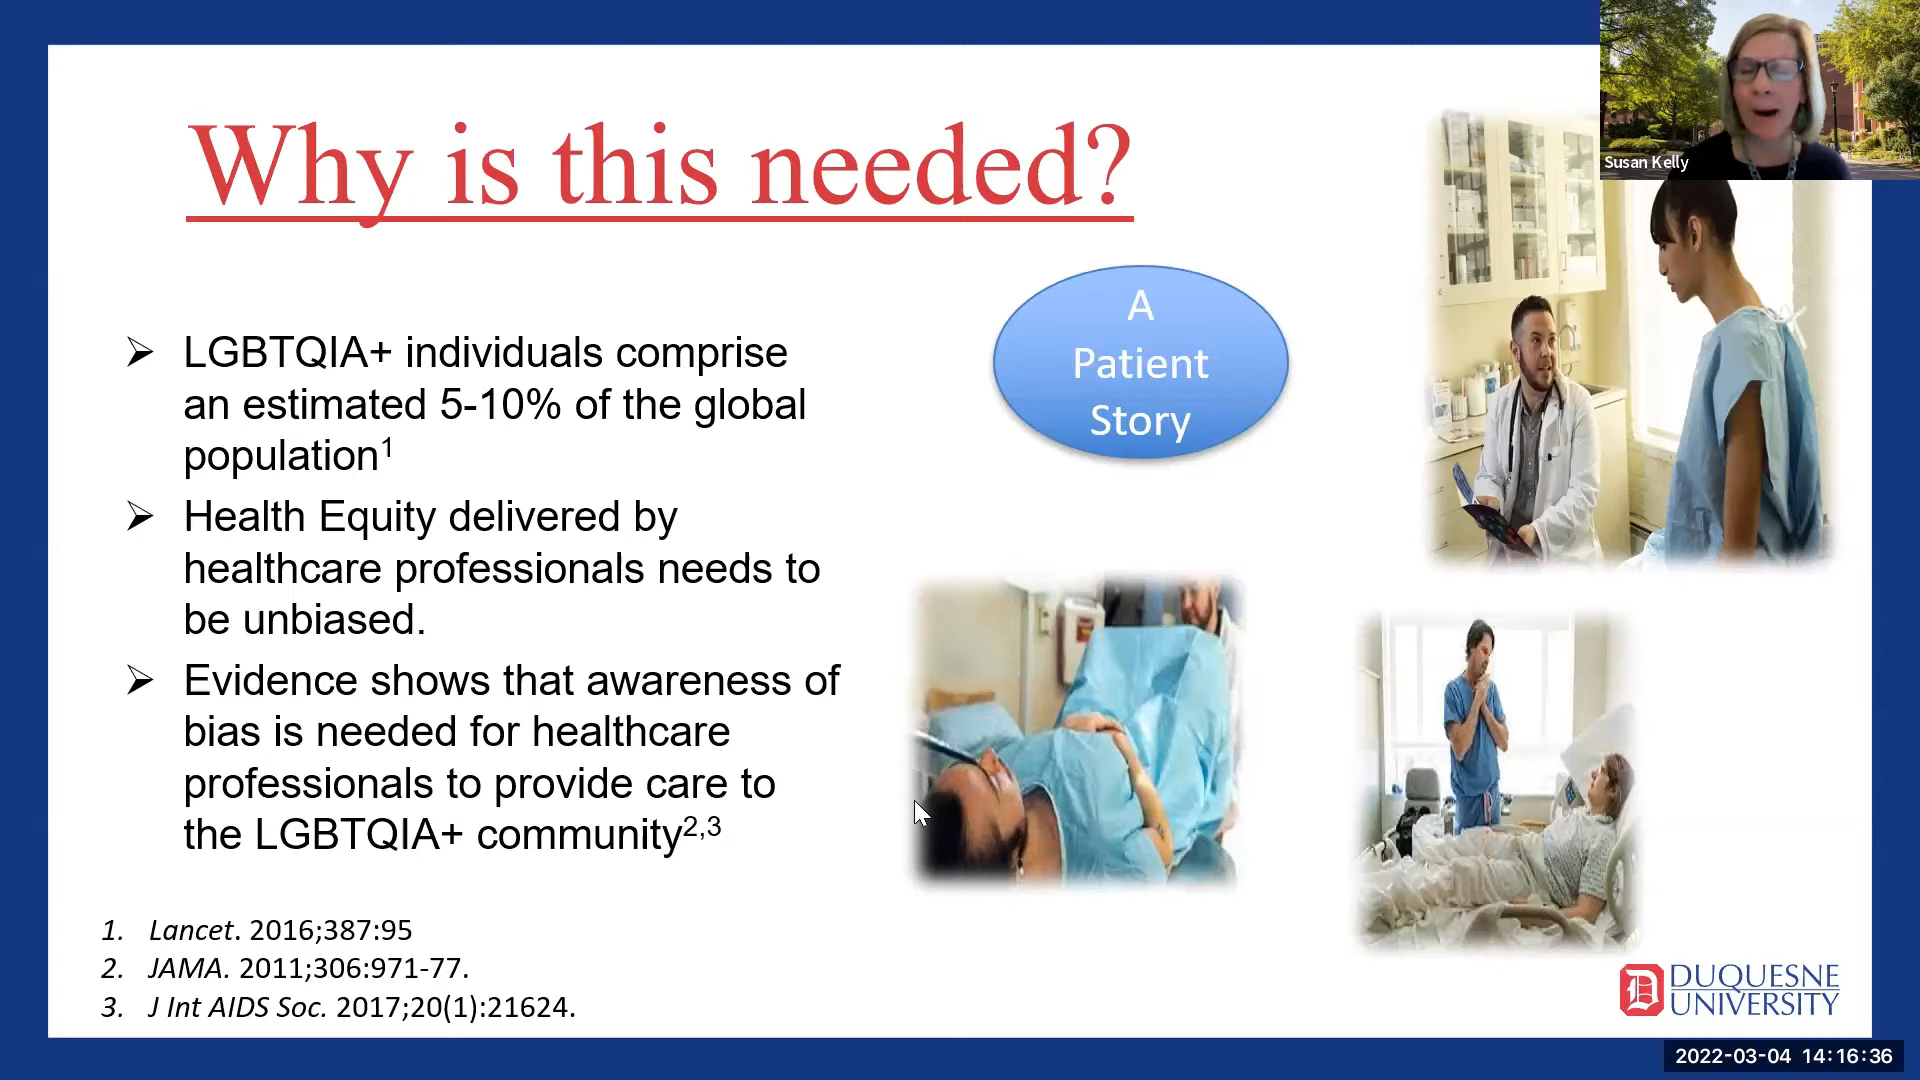 Why is this needed?
Susan Kelly
A
Patient
Story
➢ LGBTQIA+ individuals comprise
an estimated 5-10% of the global
population1
➢ Health Equity delivered by
healthcare professionals needs to
be unbiased.
➢ Evidence shows that awareness of
bias is needed for healthcare
professionals to provide care to
the LGBTQIA+ community2,3
1. Lancet. 2016;387:95
2. JAMA. 2011;306:971-77.
3. J Int AIDS Soc. 2017;20(1):21624.
D DUQUESNE
UNIVERSITY
2022-03-04 14:16:36